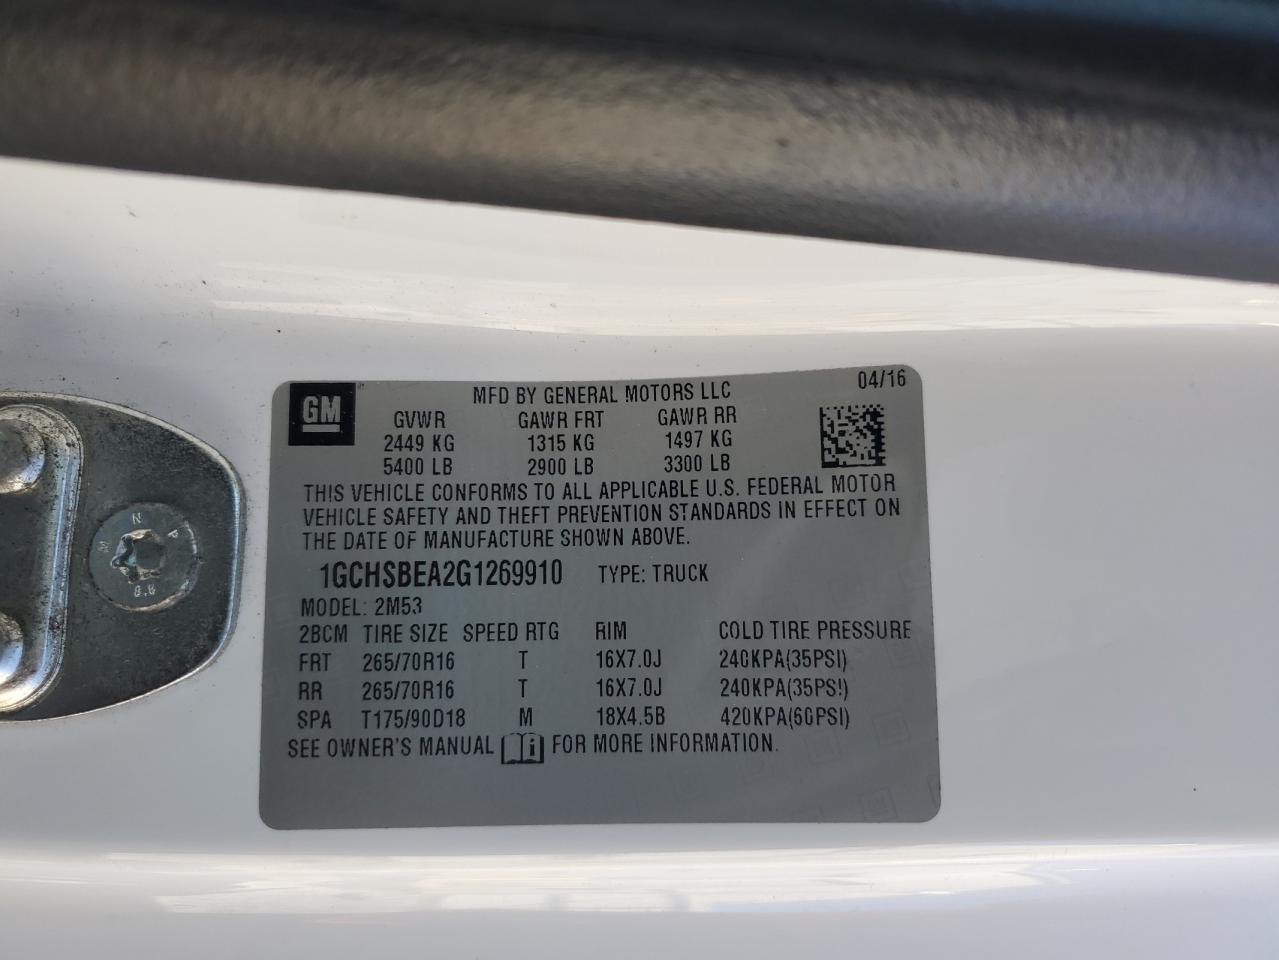 MFD BY GENERAL MOTORS LLC 04/16
GM
GVWR GAWR FRT GAWR RR
2449 KG 1315 KG 1497 KG
5400 LB 2900 LB 3300 LB
THIS VEHICLE CONFORMS TO ALL APPLICABLE U.S. FEDERAL MOTOR
VEHICLE SAFETY AND THEFT PREVENTION STANDARDS IN EFFECT ON
THE DATE OF MANUFACTURE SHOWN ABOVE.
1GCHSBEA2G1269910 TYPE: TRUCK
MODEL: 2M53
2BCM TIRE SIZE SPEED RTG RIM COLD TIRE PRESSURE
FRT 265/70R16 T 16X7.0J 240KPA(35PSI)
RR 265/70R16 T 16X7.0J 240KPA(35PSI)
SPA T175/90D18 M 18X4.5B 420KPA(60PSI)
SEE OWNER'S MANUAL FOR MORE INFORMATION.
M N P
8.8